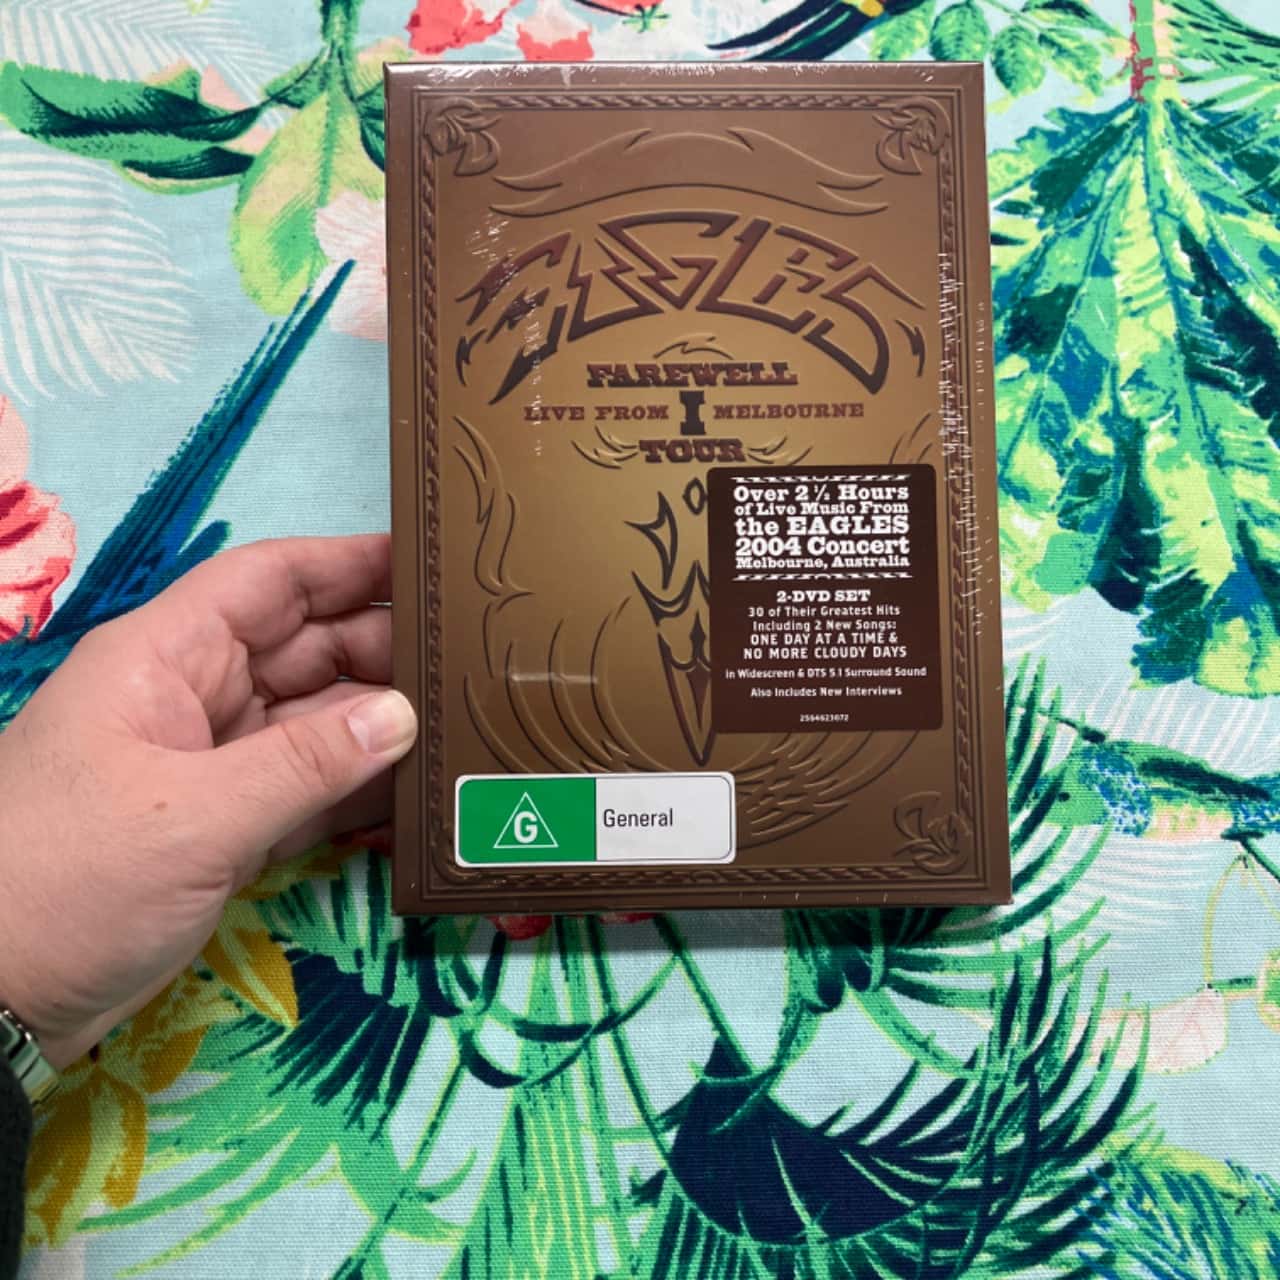 EAGLES
FAREWELL
LIVE FROM I MELBOURNE
TOUR
Over 2½ Hours
of Live Music From
the EAGLES
2004 Concert
Melbourne, Australia
2-DVD SET
30 of Their Greatest Hits
Including 2 New Songs:
ONE DAY AT A TIME &
NO MORE CLOUDY DAYS
in Widescreen & DTS 5.1 Surround Sound
Also Includes New Interviews
2564623072
G General